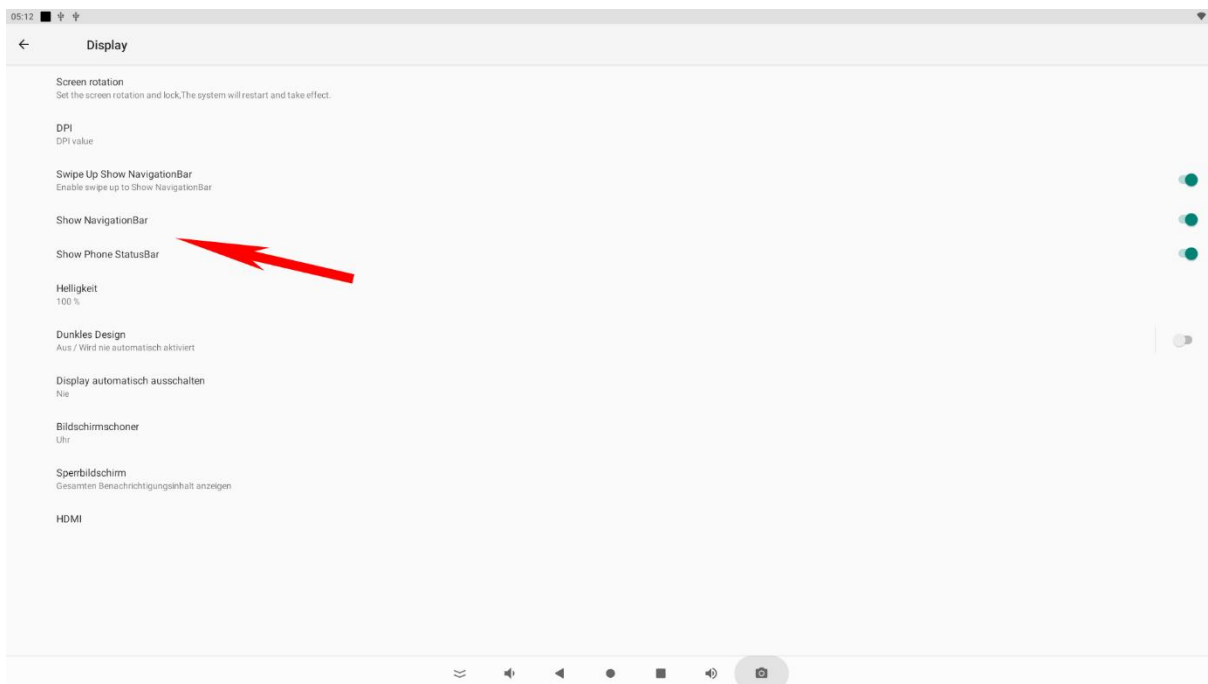 05:12
Display
Screen rotation
Set the screen rotation and lock,The system will restart and take effect.
DPI
DPI value
Swipe Up Show NavigationBar
Enable swipe up to Show NavigationBar
Show NavigationBar
Show Phone StatusBar
Helligkeit
100 %
Dunkles Design
Aus / Wird nie automatisch aktiviert
Display automatisch ausschalten
Nie
Bildschirmschoner
Uhr
Sperrbildschirm
Gesamten Benachrichtigungsinhalt anzeigen
HDMI